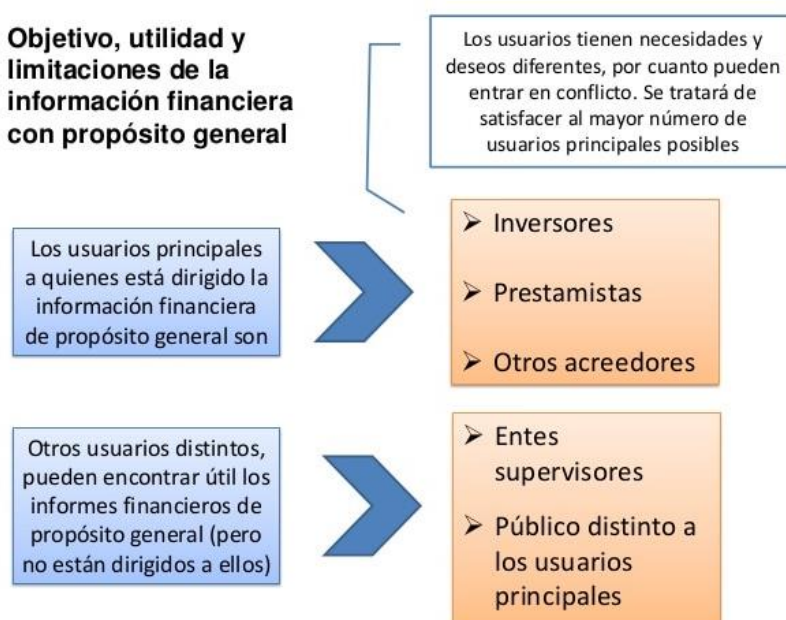 Objetivo, utilidad y
limitaciones de la
información financiera
con propósito general
Los usuarios tienen necesidades y
deseos diferentes, por cuanto pueden
entrar en conflicto. Se tratará de
satisfacer al mayor número de
usuarios principales posibles
Los usuarios principales
a quienes está dirigido la
información financiera
de propósito general son
➤ Inversores
➤ Prestamistas
➤ Otros acreedores
Otros usuarios distintos,
pueden encontrar útil los
informes financieros de
propósito general (pero
no están dirigidos a ellos)
➤ Entes
supervisores
➤ Público distinto a
los usuarios
principales